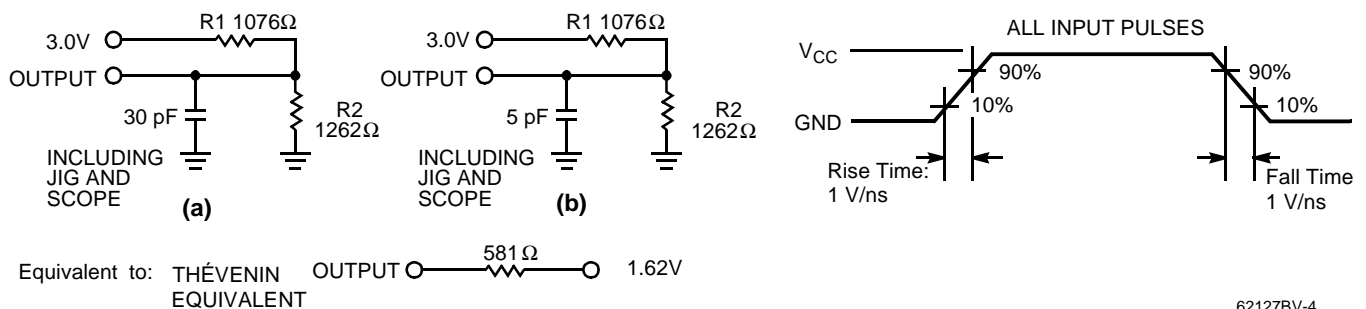 R1 1076Ω
3.0V
OUTPUT
30 pF
R2
1262Ω
INCLUDING
JIG AND
SCOPE
(a)
R1 1076Ω
3.0V
OUTPUT
5 pF
R2
1262Ω
INCLUDING
JIG AND
SCOPE
(b)
ALL INPUT PULSES
VCC
90%
10%
GND
90%
10%
Rise Time:
1 V/ns
Fall Time
1 V/ns
Equivalent to: THÉVENIN
EQUIVALENT
OUTPUT
581 Ω
1.62V
62127BV-4